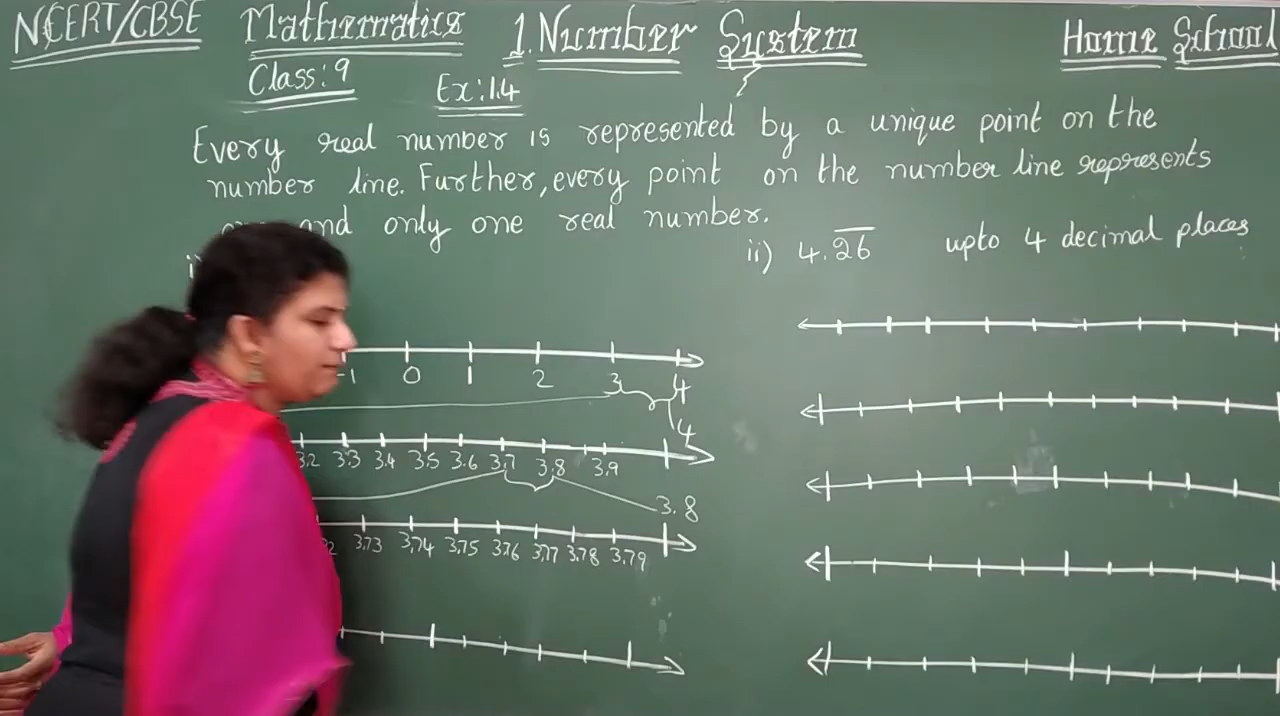 NCERT/CBSE Mathematics 1. Number System Home School
Class: 9 Ex: 1.4
Every real number is represented by a unique point on the
number line. Further, every point on the number line represents
and only one real number.
ii) 4.2̅6̅ upto 4 decimal places
-1 0 1 2 3 4
4
3.2 3.3 3.4 3.5 3.6 3.7 3.8 3.9
3.8
3.73 3.74 3.75 3.76 3.77 3.78 3.79